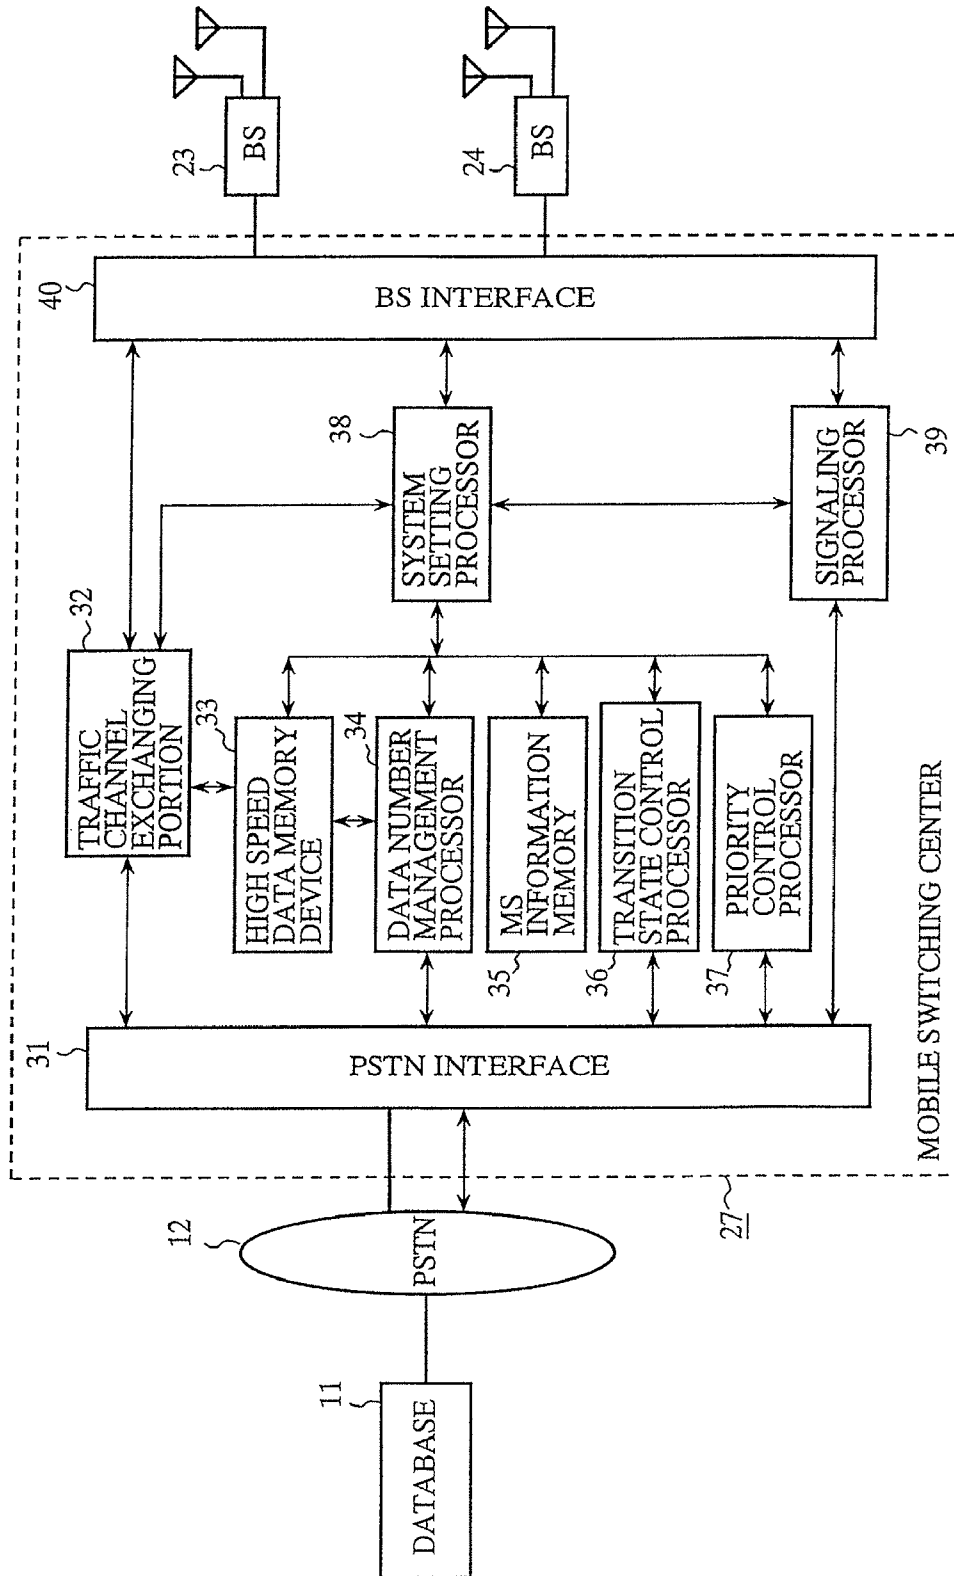 DATABASE
11
PSTN
12
27
MOBILE SWITCHING CENTER
PSTN INTERFACE
31
TRAFFIC
CHANNEL
EXCHANGING
PORTION
32
HIGH SPEED
DATA MEMORY
DEVICE
33
DATA NUMBER
MANAGEMENT
PROCESSOR
34
MS
INFORMATION
MEMORY
35
TRANSITION
STATE CONTROL
PROCESSOR
36
PRIORITY
CONTROL
PROCESSOR
37
SYSTEM
SETTING
PROCESSOR
38
SIGNALING
PROCESSOR
39
BS INTERFACE
40
BS
23
BS
24